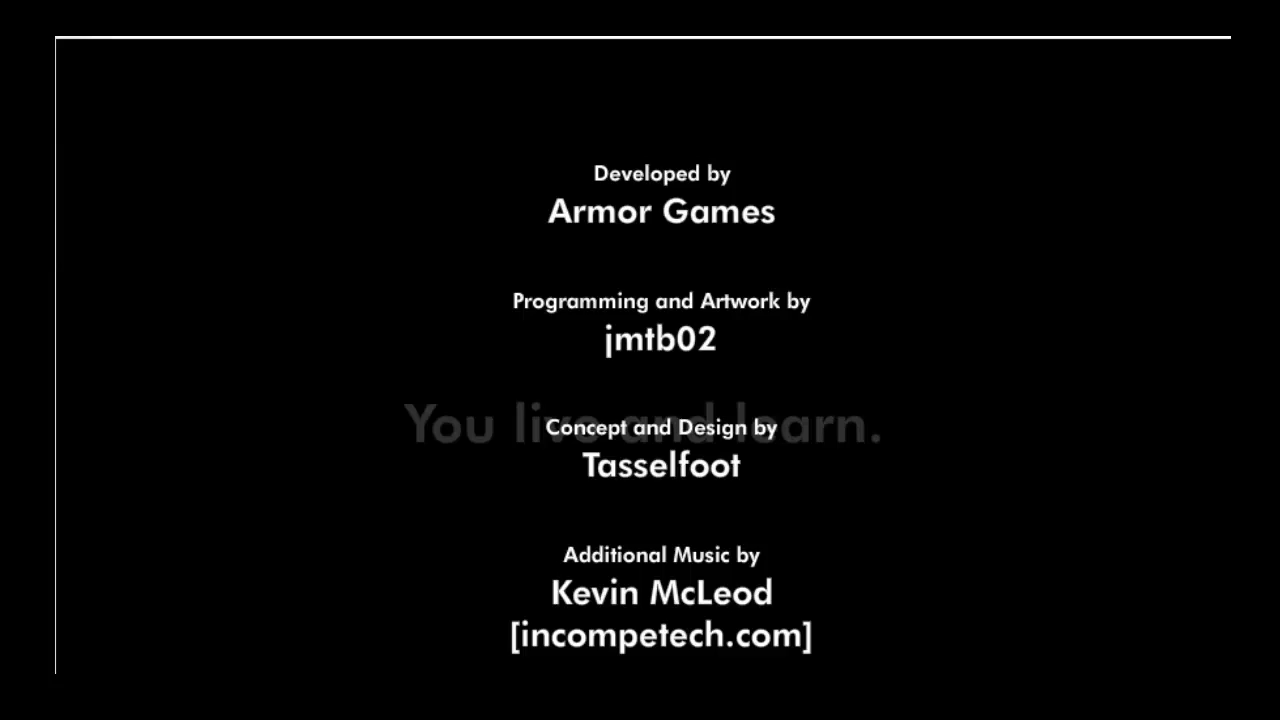 Developed by
Armor Games
Programming and Artwork by
jmtb02
You live and learn.
Concept and Design by
Tasselfoot
Additional Music by
Kevin McLeod
[incompetech.com]